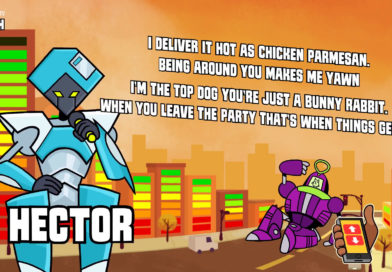 I DELIVER IT HOT AS CHICKEN PARMESAN.
BEING AROUND YOU MAKES ME YAWN
I'M THE TOP DOG YOU'RE JUST A BUNNY RABBIT.
WHEN YOU LEAVE THE PARTY THAT'S WHEN THINGS GE
HECTOR